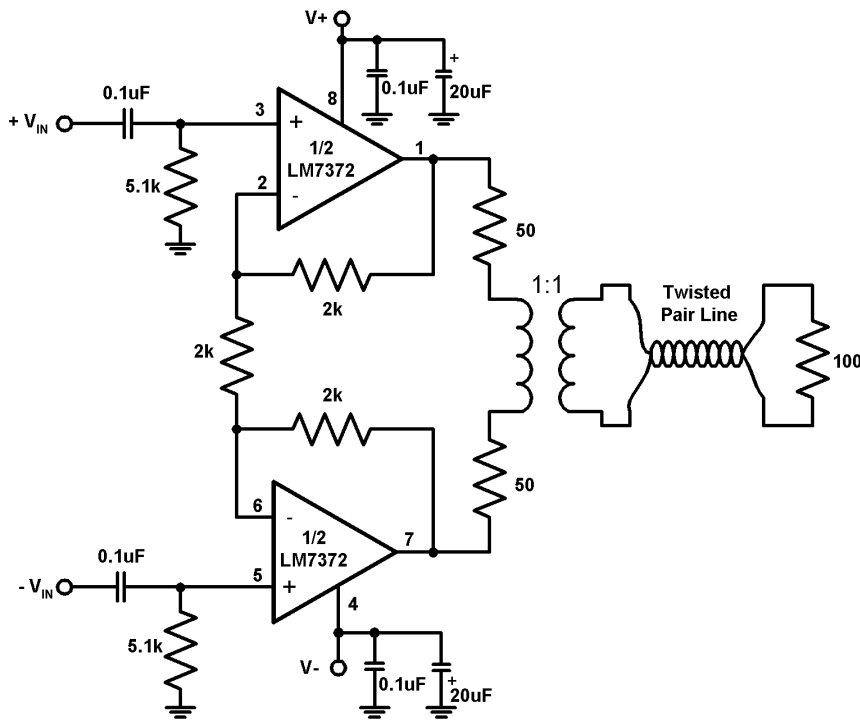 V+
+
0.1uF
0.1uF
20uF
8
+ VIN
3
+
1/2
LM7372
1
5.1k
2
-
50
2k
1:1
Twisted
Pair Line
2k
100
2k
50
6
-
1/2
LM7372
7
0.1uF
- VIN
5
+
4
5.1k
V-
0.1uF
+
20uF